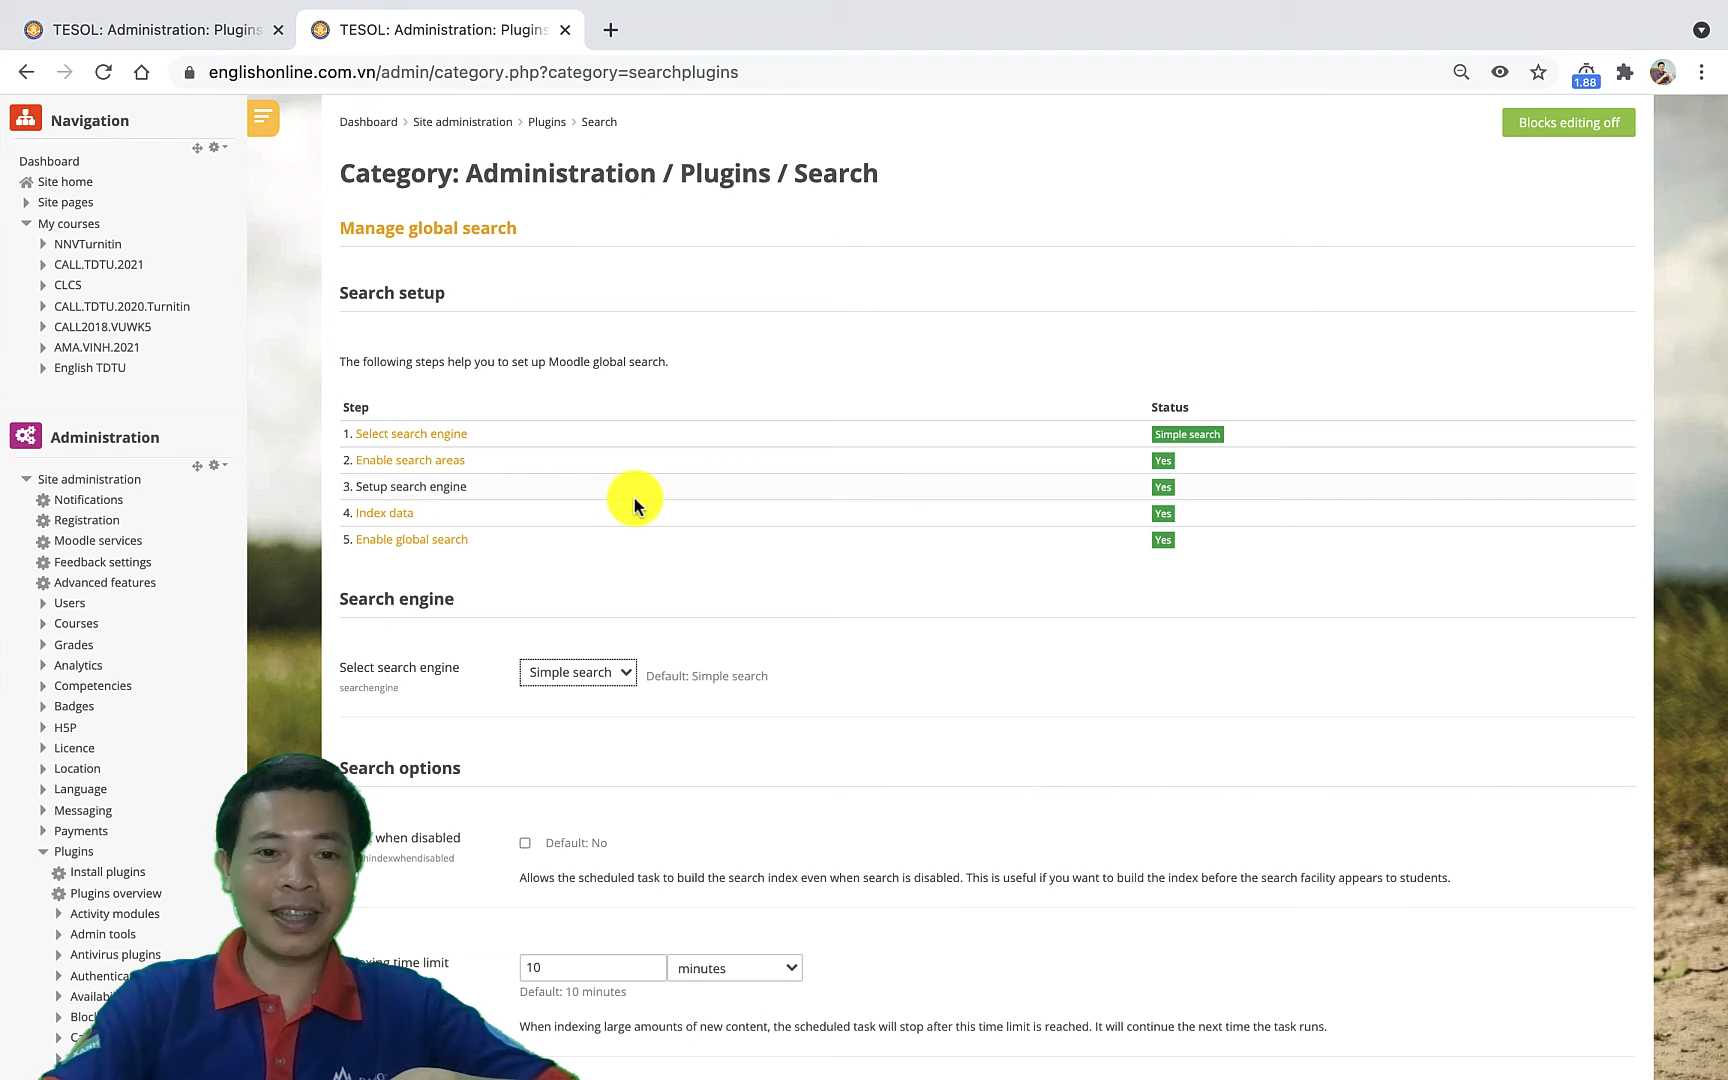 TESOL: Administration: Plugins
TESOL: Administration: Plugins
englishonline.com.vn/admin/category.php?category=searchplugins
1.88
Navigation
Dashboard
Site home
Site pages
My courses
NNVTurnitin
CALL.TDTU.2021
CLCS
CALL.TDTU.2020.Turnitin
CALL2018.VUWK5
AMA.VINH.2021
English TDTU
Administration
Site administration
Notifications
Registration
Moodle services
Feedback settings
Advanced features
Users
Courses
Grades
Analytics
Competencies
Badges
H5P
Licence
Location
Language
Messaging
Payments
Plugins
Install plugins
Plugins overview
Activity modules
Admin tools
Antivirus plugins
Dashboard > Site administration > Plugins > Search
Blocks editing off
Category: Administration / Plugins / Search
Manage global search
Search setup
The following steps help you to set up Moodle global search.
Step Status
1. Select search engine Simple search
2. Enable search areas Yes
3. Setup search engine Yes
4. Index data Yes
5. Enable global search Yes
Search engine
Select search engine Simple search Default: Simple search
searchengine
Search options
when disabled Default: No
hindexwhendisabled
Allows the scheduled task to build the search index even when search is disabled. This is useful if you want to build the index before the search facility appears to students.
time limit 10 minutes
Default: 10 minutes
When indexing large amounts of new content, the scheduled task will stop after this time limit is reached. It will continue the next time the task runs.